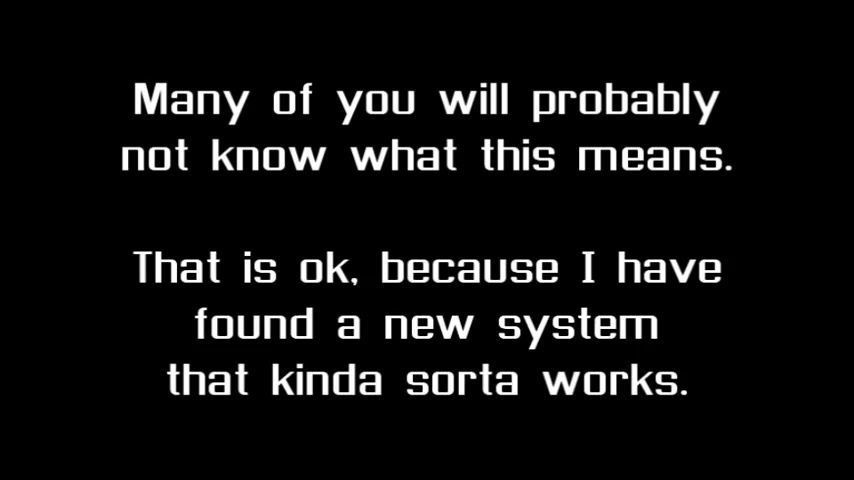 Many of you will probably
not know what this means.
That is ok, because I have
found a new system
that kinda sorta works.